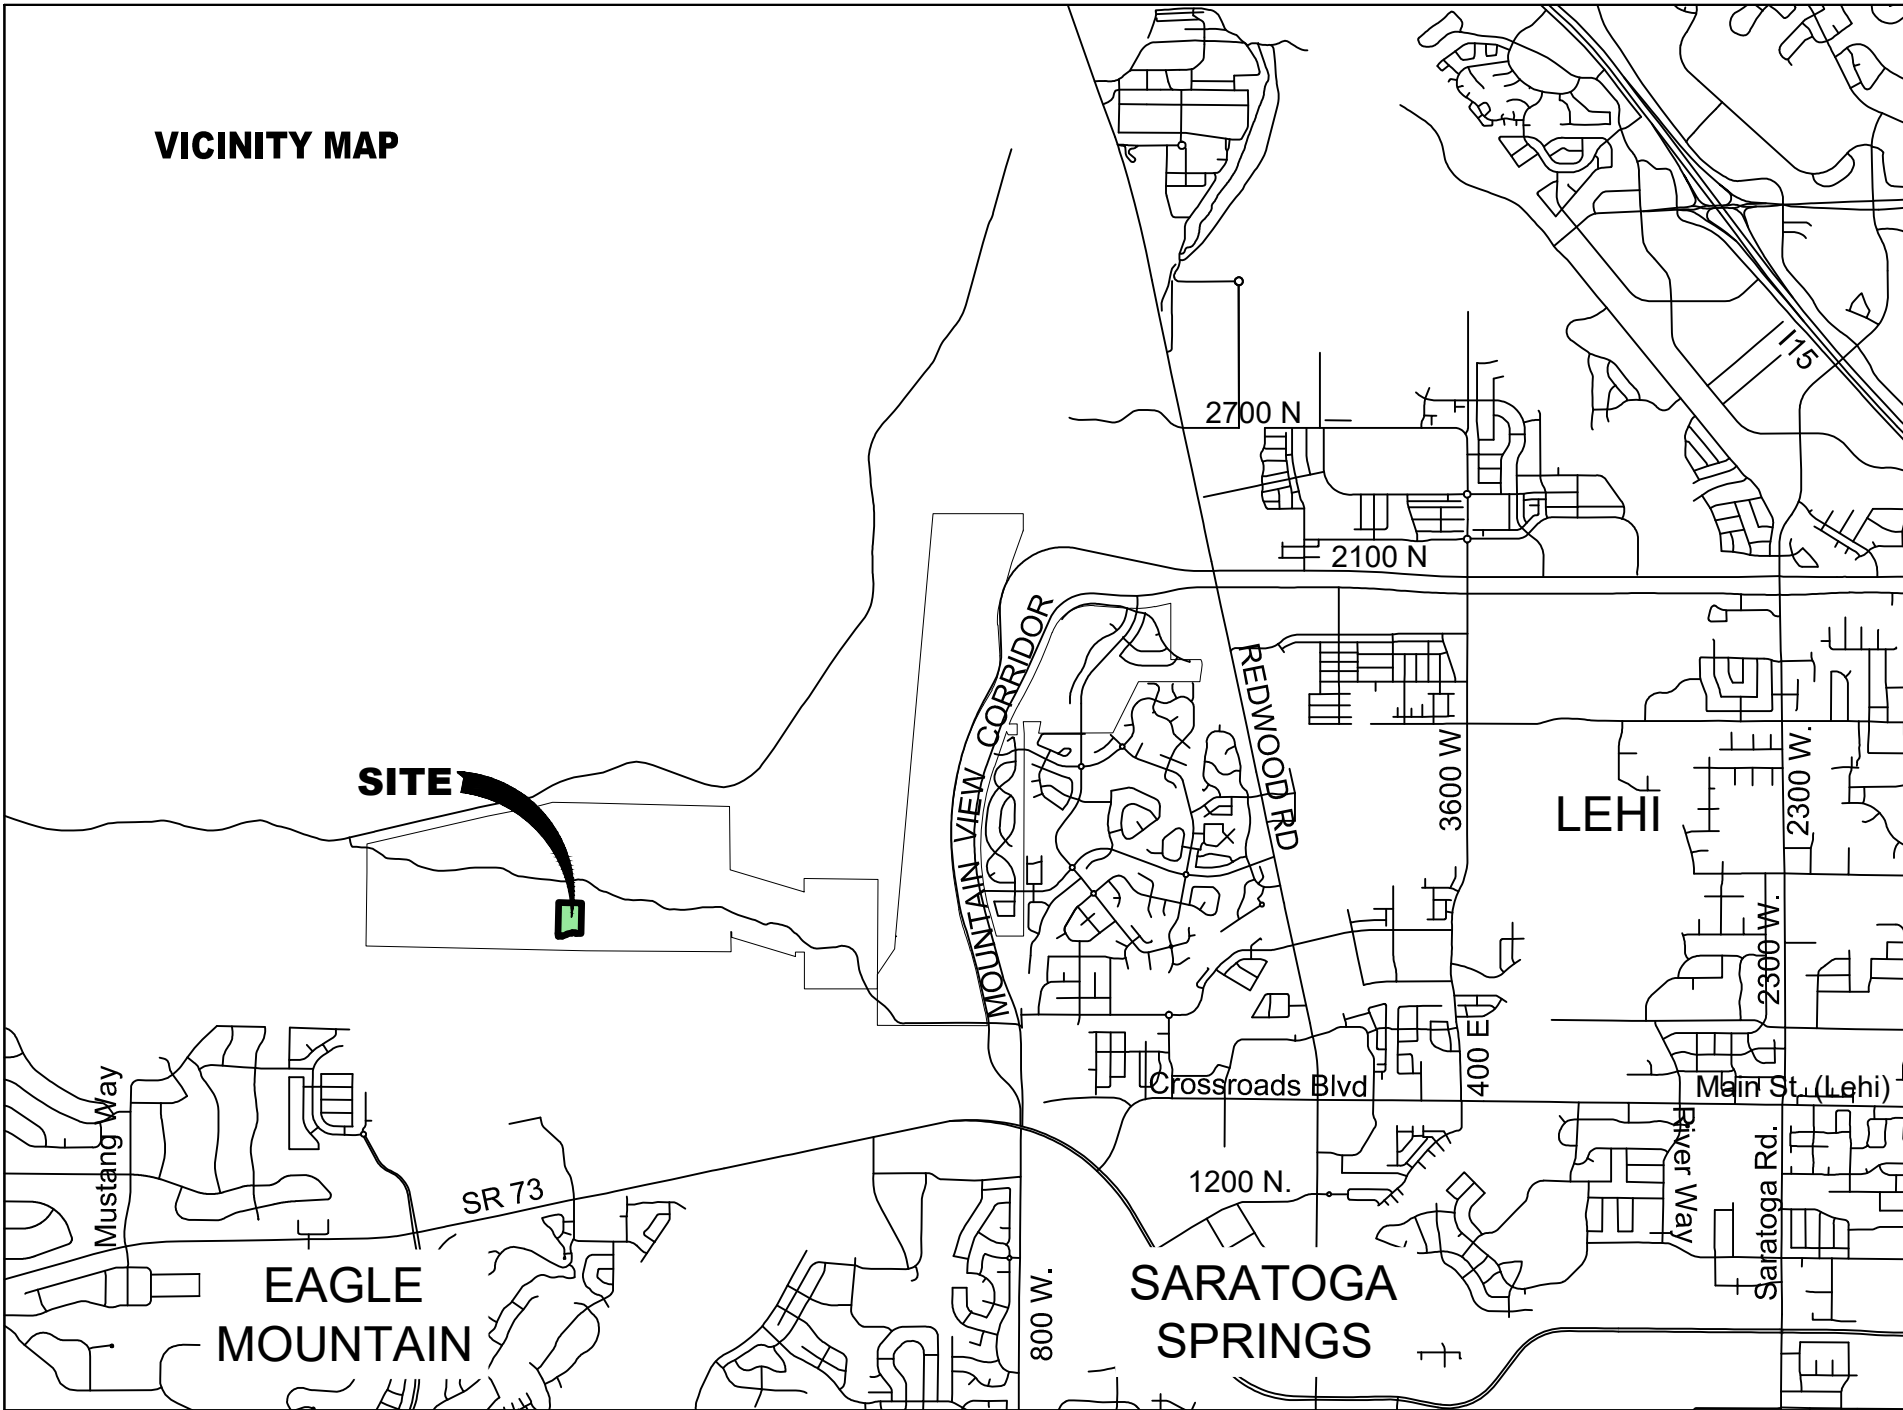 VICINITY MAP
I15
2700 N
2100 N
MOUNTAIN VIEW CORRIDOR
REDWOOD RD
3600 W
2300 W.
LEHI
SITE
2300 W.
400 E
Mustang Way
Crossroads Blvd
Main St. (Lehi)
River Way
Saratoga Rd.
SR 73
1200 N.
EAGLE
MOUNTAIN
800 W.
SARATOGA
SPRINGS